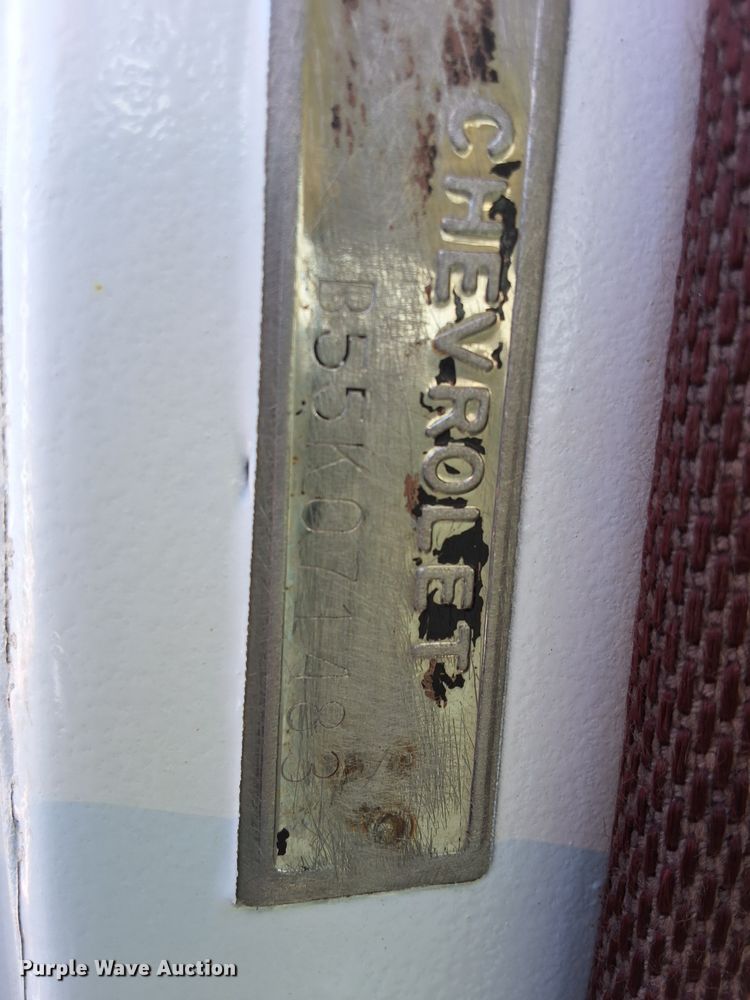 CHEVROLET
B55K071483
Purple Wave Auction